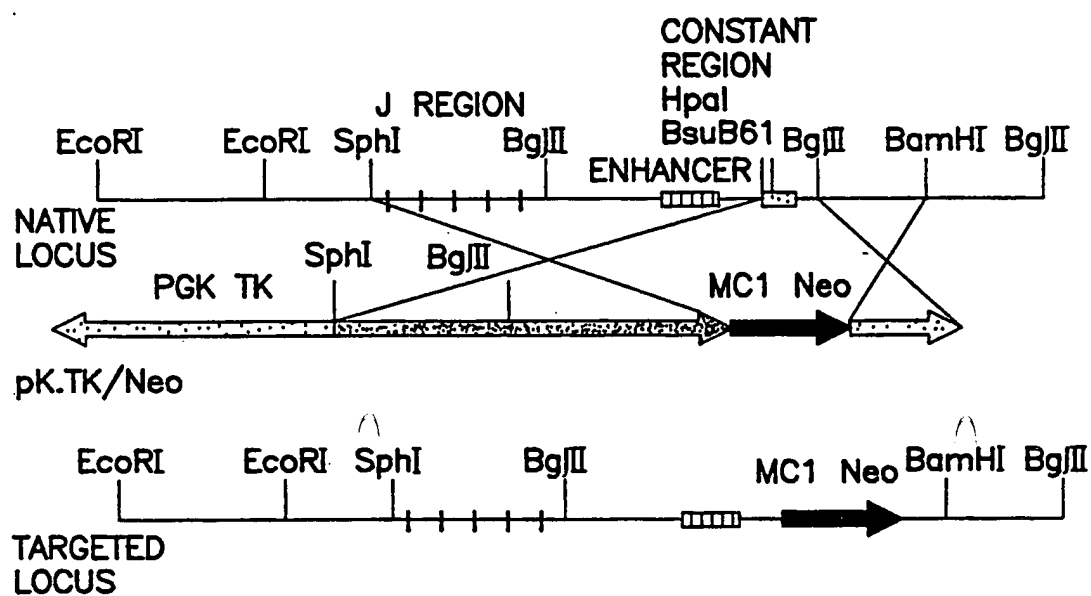 CONSTANT
REGION
HpaI
BsuB61
J REGION
EcoRI EcoRI SphI BglII BglII BamHI BglII
ENHANCER
NATIVE
LOCUS
SphI BglII
PGK TK MC1 Neo
pK.TK/Neo
EcoRI EcoRI SphI BglII MC1 Neo BamHI BglII
TARGETED
LOCUS